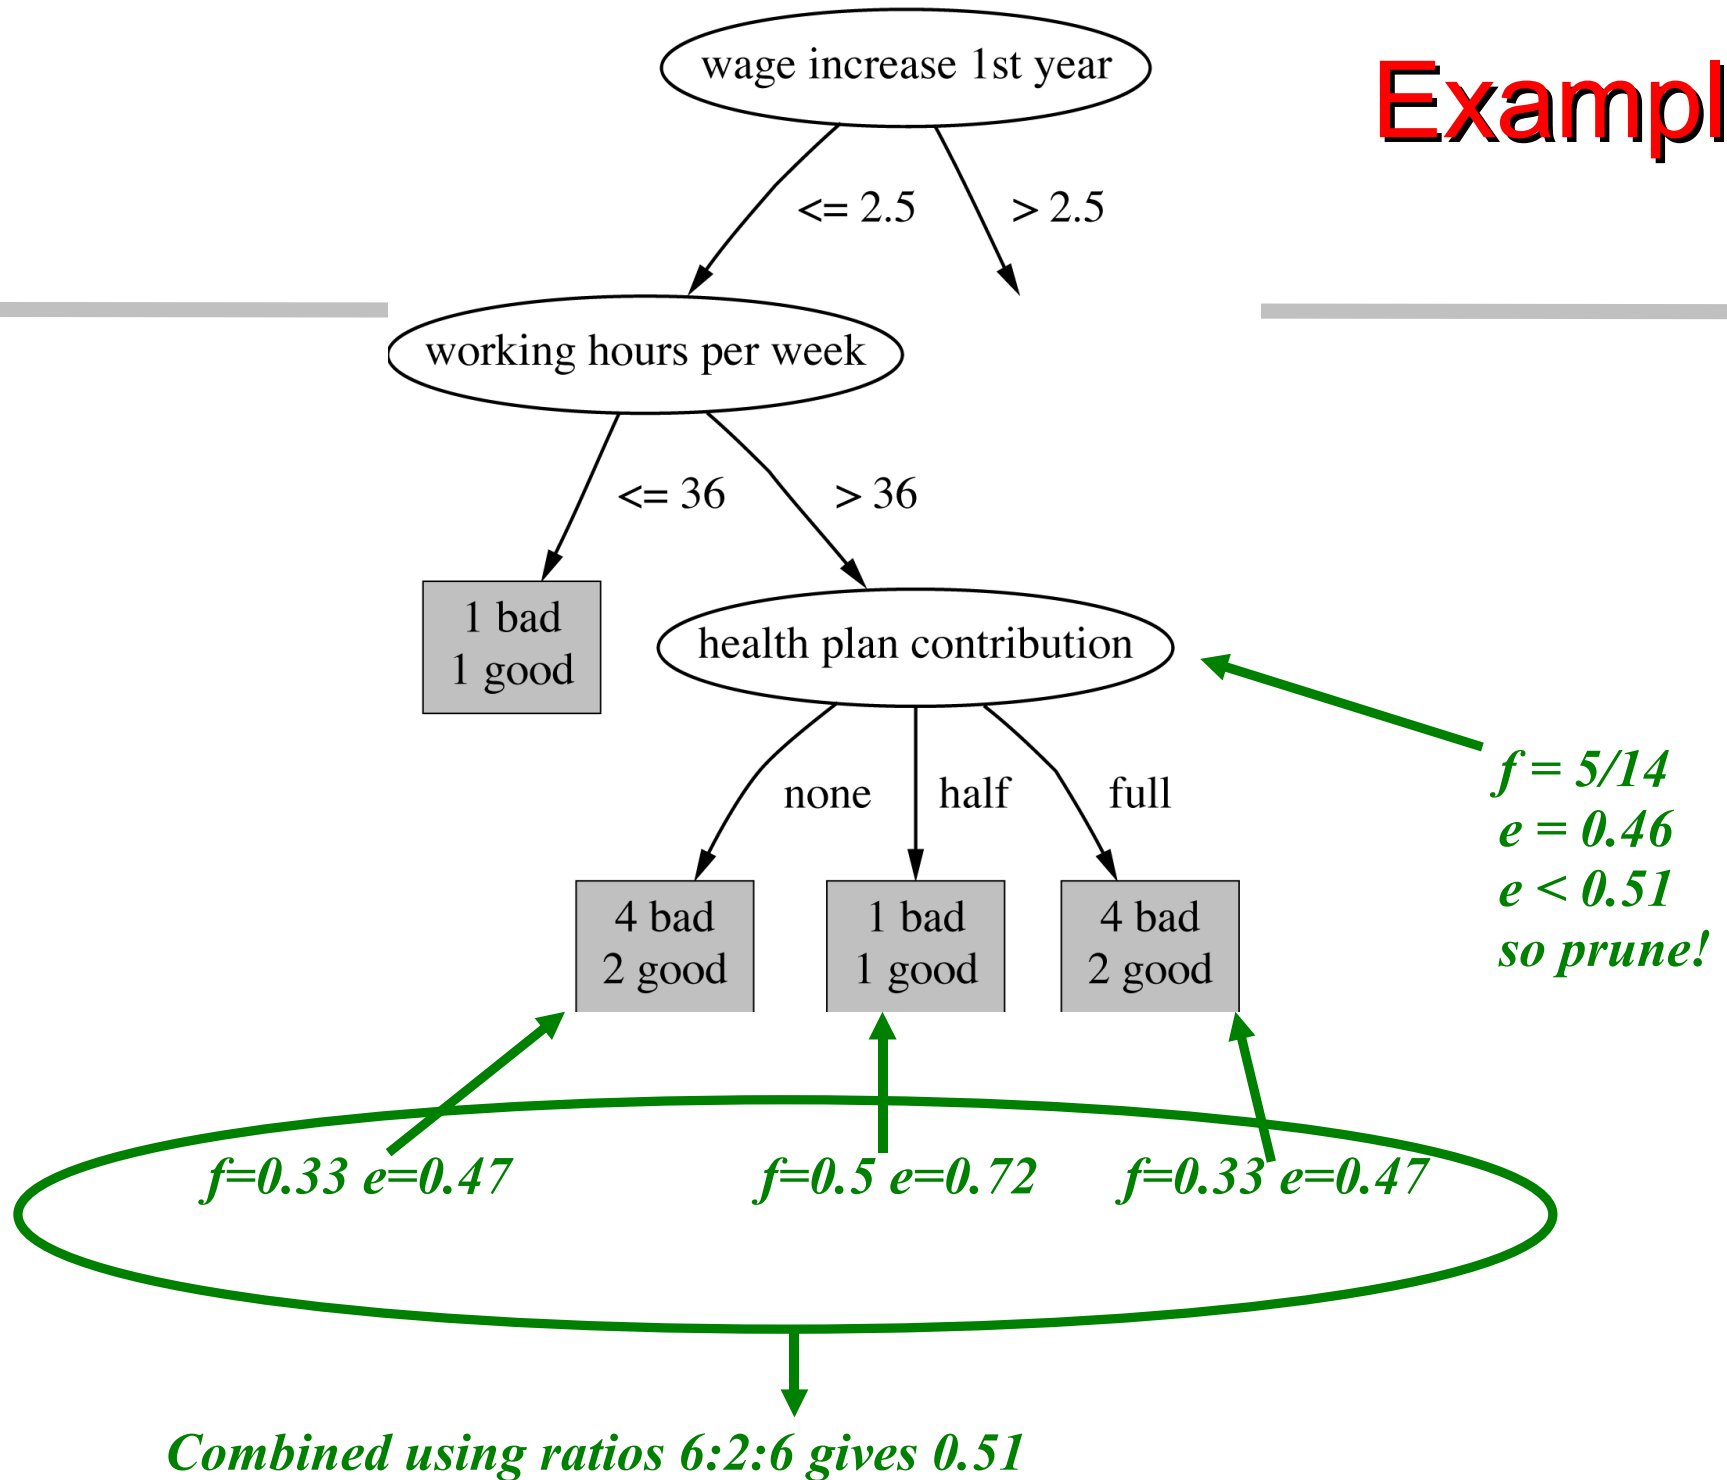 wage increase 1st year
Exampl
<= 2.5
> 2.5
working hours per week
<= 36
> 36
1 bad
1 good
health plan contribution
none
half
full
f = 5/14
e = 0.46
e < 0.51
so prune!
4 bad
2 good
1 bad
1 good
4 bad
2 good
f=0.33 e=0.47
f=0.5 e=0.72
f=0.33 e=0.47
Combined using ratios 6:2:6 gives 0.51